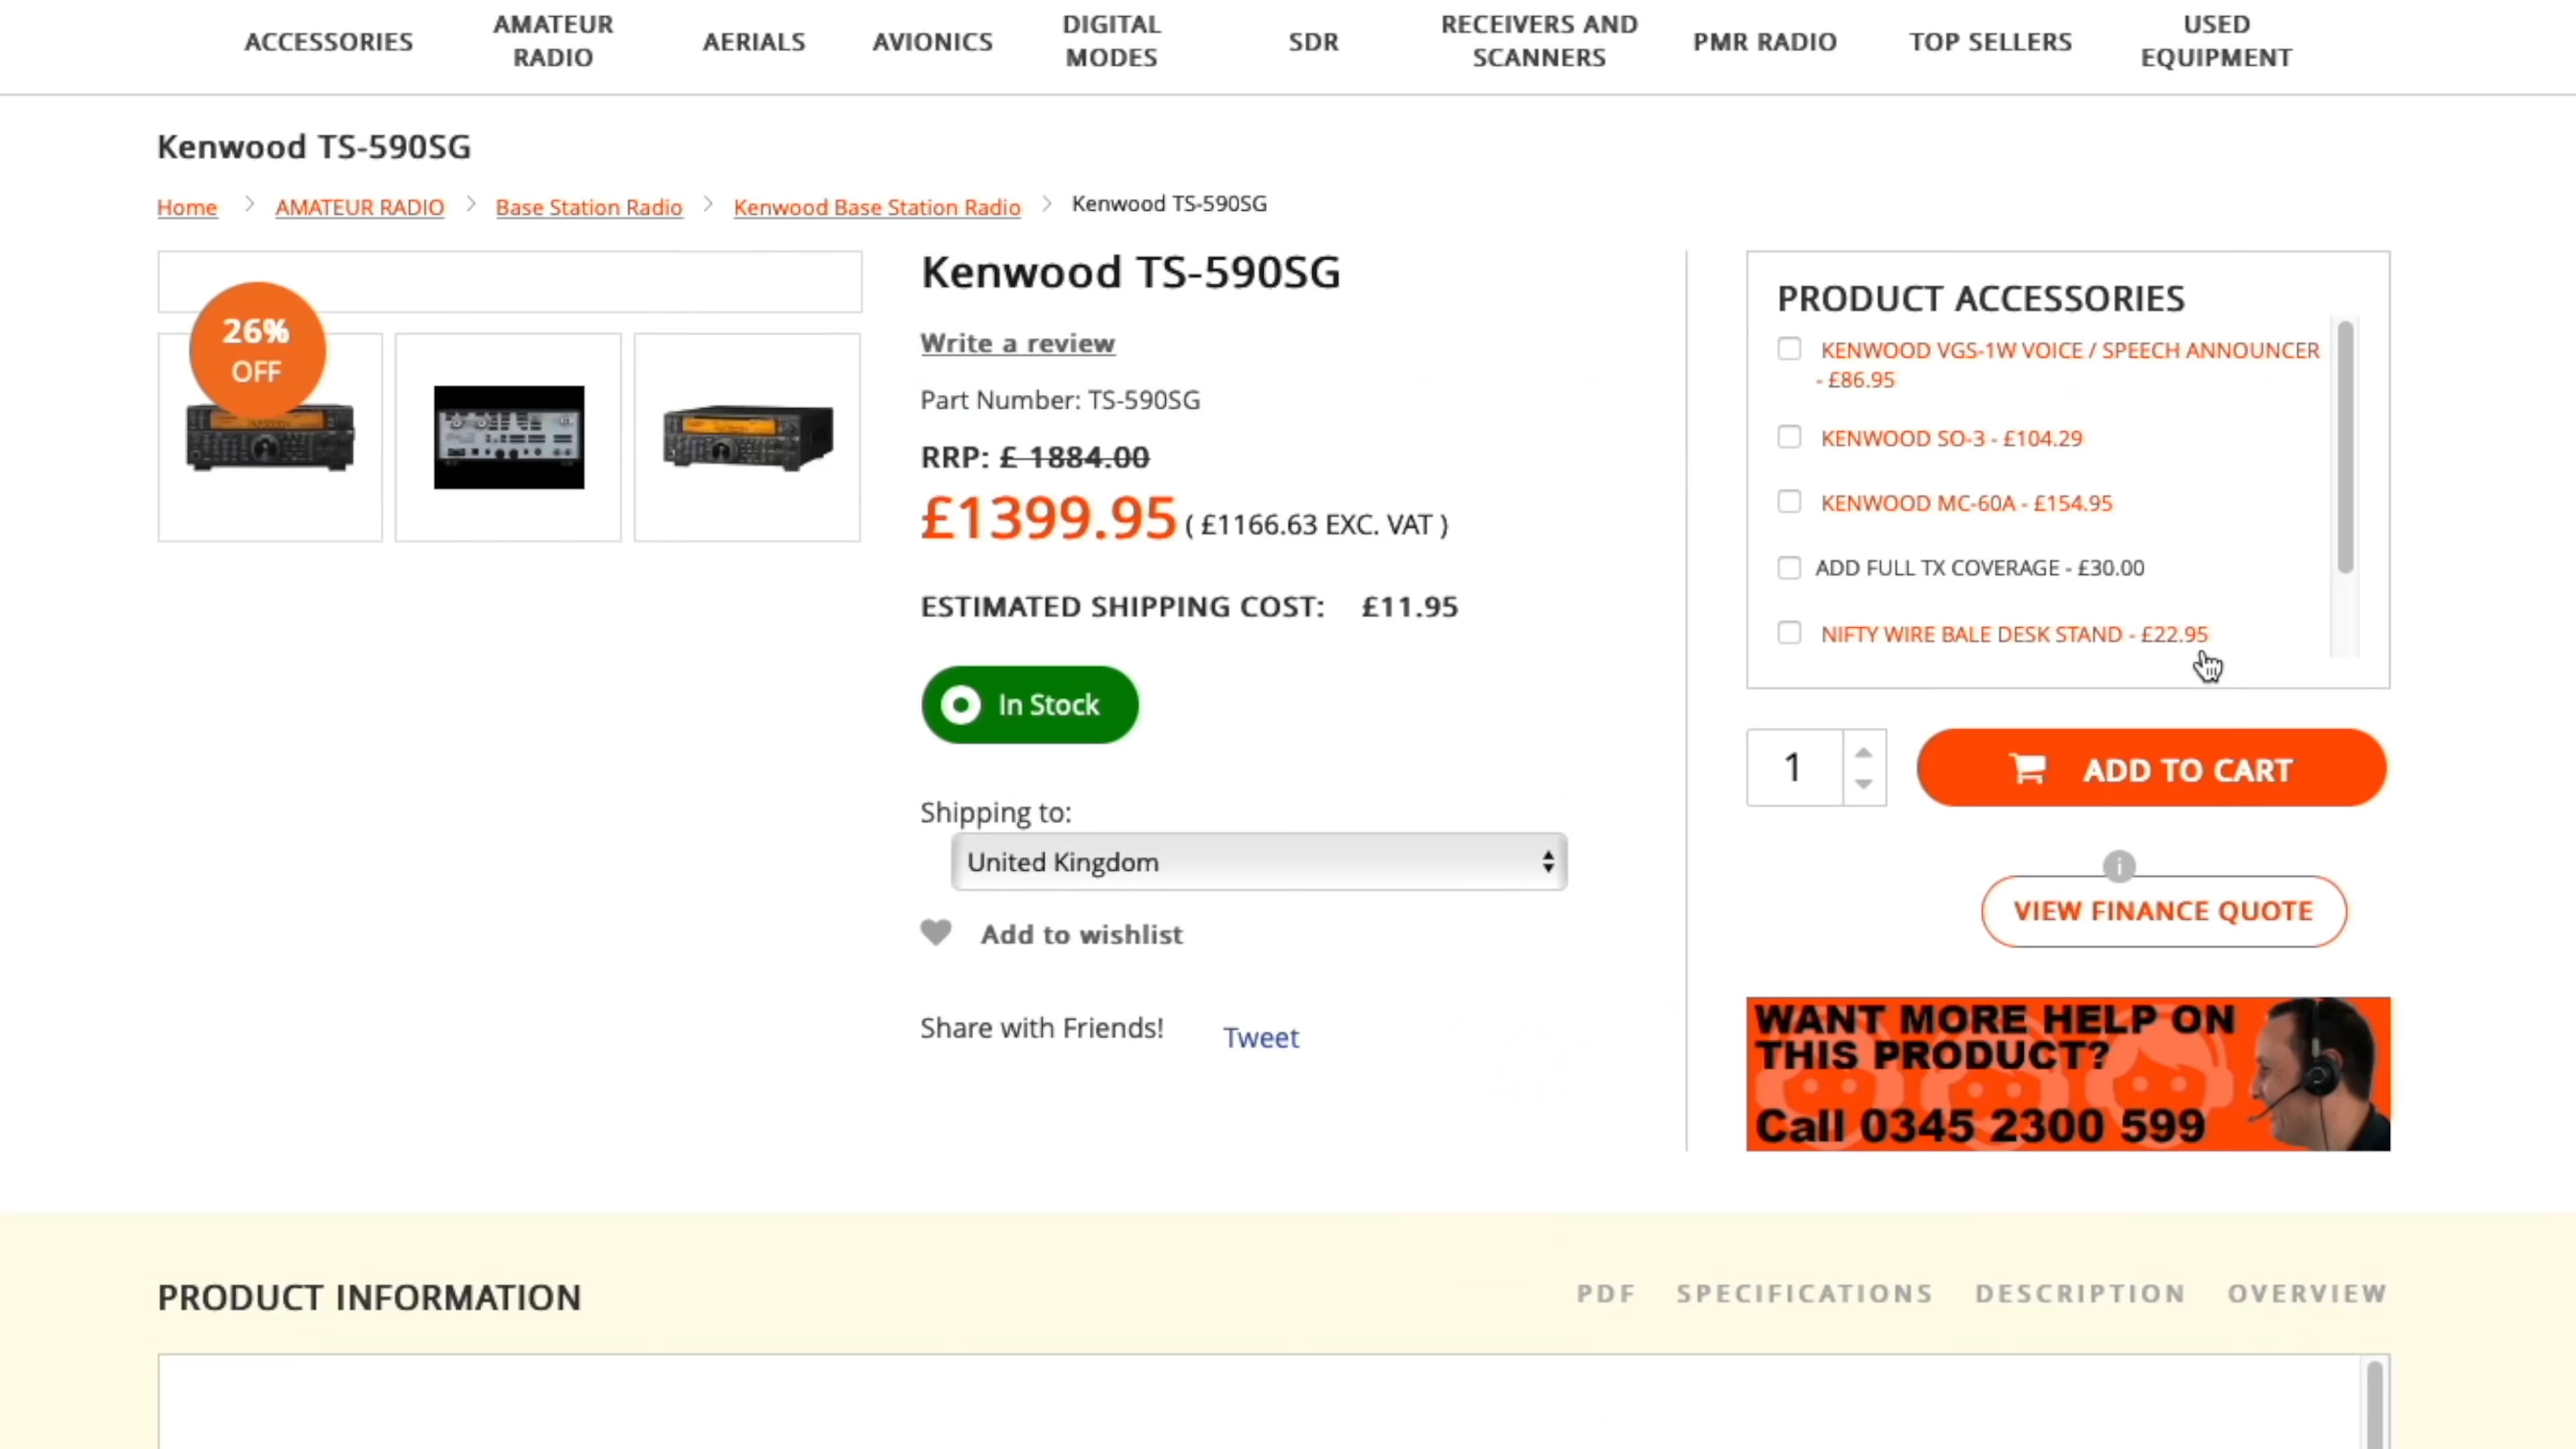 ACCESSORIES
AMATEUR
RADIO
AERIALS
AVIONICS
DIGITAL
MODES
SDR
RECEIVERS AND
SCANNERS
PMR RADIO
TOP SELLERS
USED
EQUIPMENT
Kenwood TS-590SG
Home
AMATEUR RADIO
Base Station Radio
Kenwood Base Station Radio
Kenwood TS-590SG
26%
OFF
Kenwood TS-590SG
Write a review
Part Number: TS-590SG
RRP: £ 1884.00
£1399.95 ( £1166.63 EXC. VAT )
ESTIMATED SHIPPING COST: £11.95
In Stock
Shipping to:
United Kingdom
Add to wishlist
Share with Friends! Tweet
PRODUCT ACCESSORIES
KENWOOD VGS-1W VOICE / SPEECH ANNOUNCER
- £86.95
KENWOOD SO-3 - £104.29
KENWOOD MC-60A - £154.95
ADD FULL TX COVERAGE - £30.00
NIFTY WIRE BALE DESK STAND - £22.95
1
ADD TO CART
i
VIEW FINANCE QUOTE
WANT MORE HELP ON
THIS PRODUCT?
Call 0345 2300 599
PRODUCT INFORMATION
PDF SPECIFICATIONS DESCRIPTION OVERVIEW